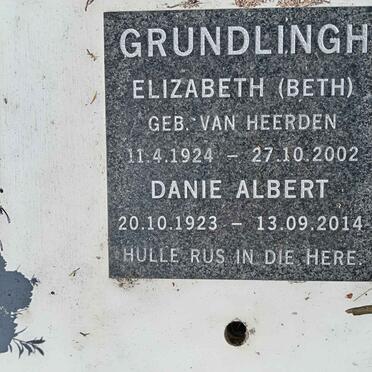 GRUNDLINGH
ELIZABETH (BETH)
GEB. VAN HEERDEN
11.4.1924 – 27.10.2002
DANIE ALBERT
20.10.1923 – 13.09.2014
HULLE RUS IN DIE HERE.